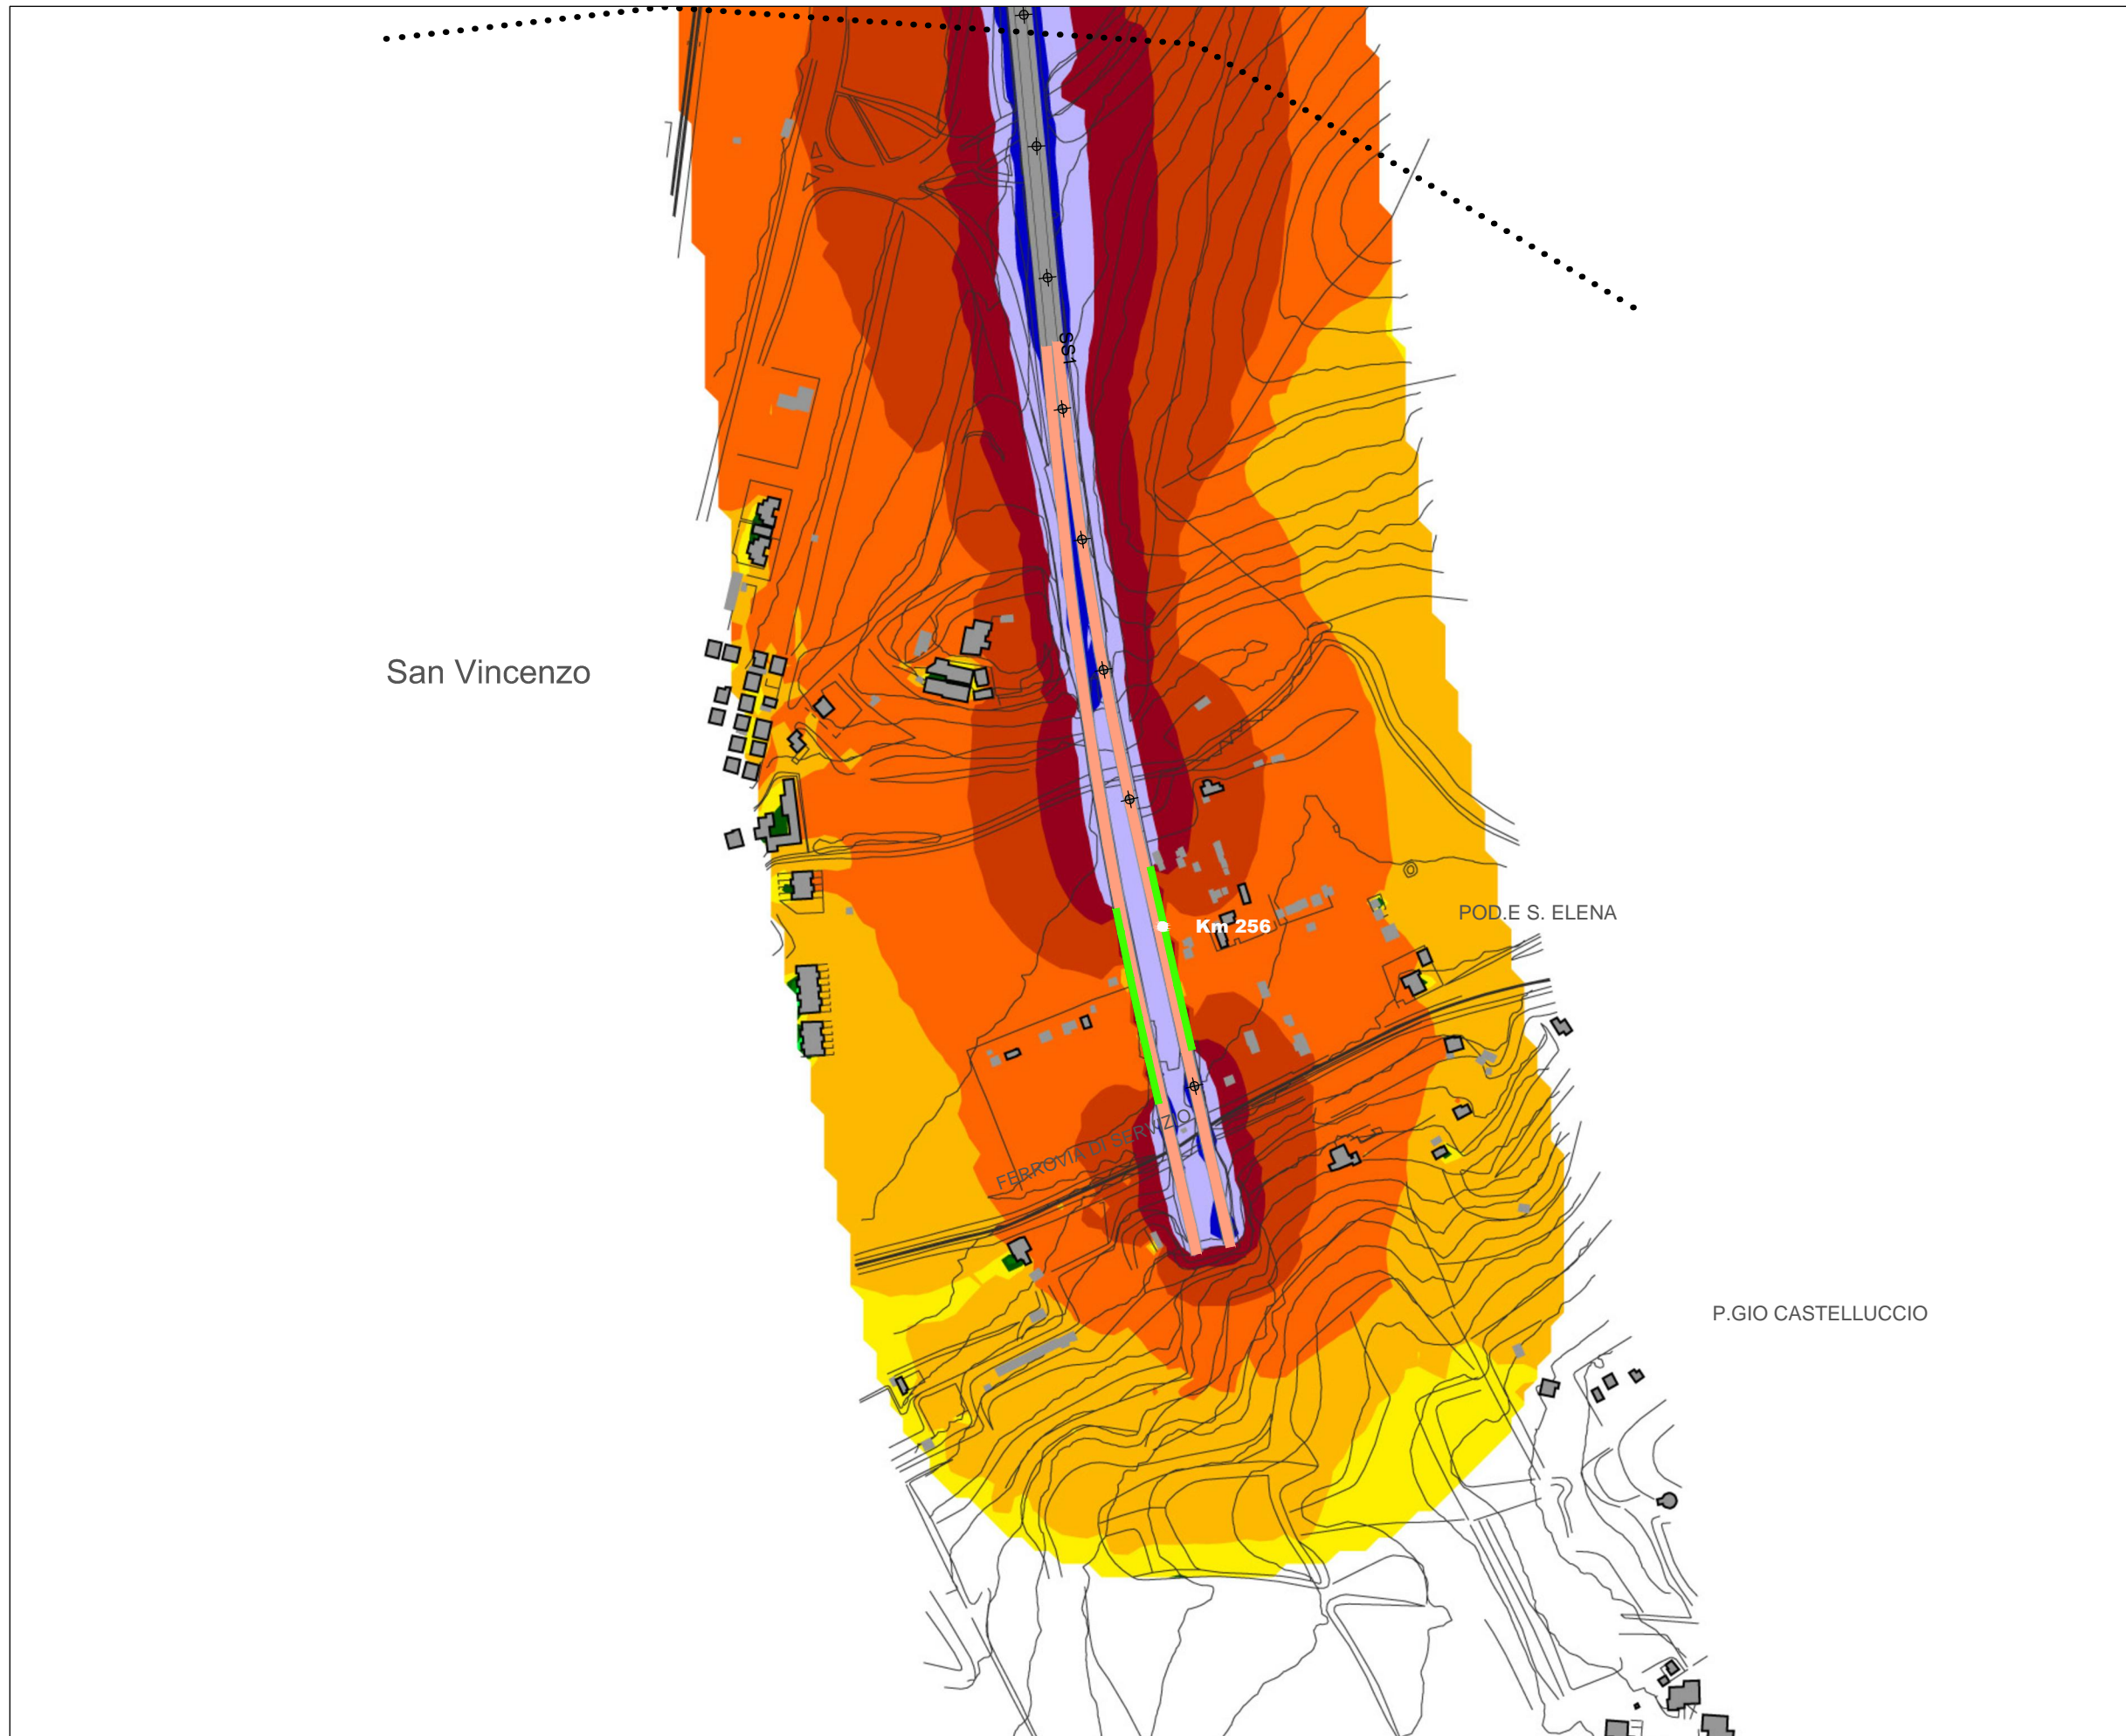 SS1
San Vincenzo
POD.E S. ELENA
Km 256
FERROVIA DI SERVIZIO
P.GIO CASTELLUCCIO